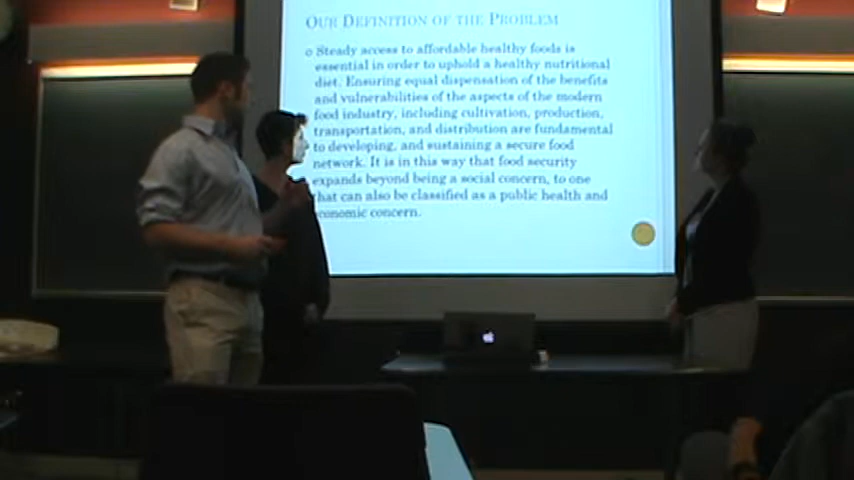 OUR DEFINITION OF THE PROBLEM
Steady access to affordable healthy foods is
essential in order to uphold a healthy nutritional
diet. Ensuring equal dispensation of the benefits
and vulnerabilities of the aspects of the modern
food industry, including cultivation, production,
transportation, and distribution are fundamental
to developing, and sustaining a secure food
network. It is in this way that food security
expands beyond being a social concern, to one
that can also be classified as a public health and
economic concern.